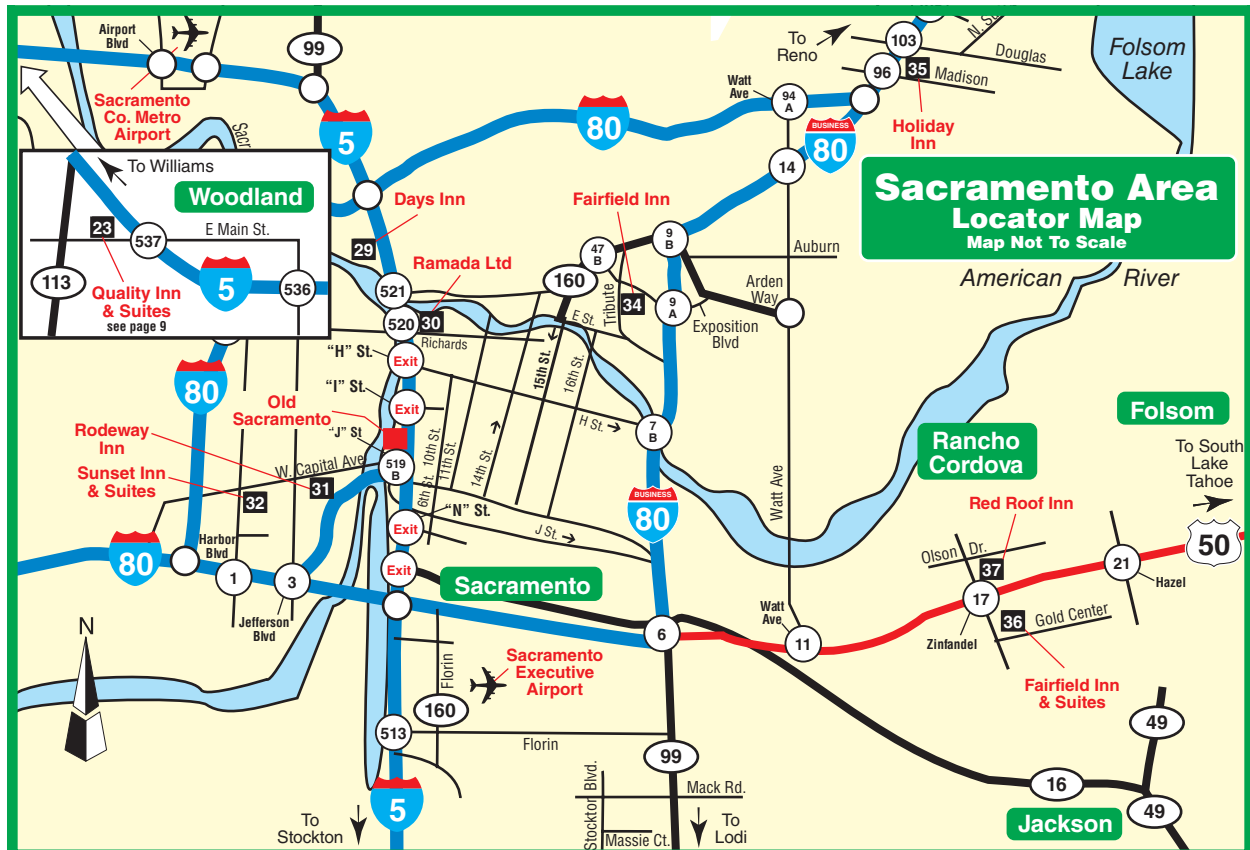 Airport
Blvd
99
To
Reno
103
N. Su
Douglas
96
35
Madison
Folsom
Lake
Sacramento
Co. Metro
Airport
Sacr
5
80
Watt
Ave
94
A
BUSINESS
80
Holiday
Inn
14
To Williams
Woodland
23
E Main St.
537
113
5
536
Quality Inn
& Suites
see page 9
Sacramento Area
Locator Map
Map Not To Scale
Days Inn
29
Fairfield Inn
Ramada Ltd
47
B
9
B
Auburn
American
River
521
160
Tribute
34
9
A
Arden
Way
Exposition
Blvd
520
30
Richards
E St.
"H" St.
Exit
15th St.
16th St.
80
"I" St.
Exit
Old
Sacramento
"J" St
H St.
7
B
Folsom
Rodeway
Inn
10th St.
11th St.
14th St.
6th St.
W. Capital Ave
519
B
Rancho
Cordova
To South
Lake
Tahoe
Sunset Inn
& Suites
31
32
Watt Ave
BUSINESS
80
Red Roof Inn
"N" St.
Exit
J St.
50
Harbor
Blvd
80
1
3
Jefferson
Blvd
Exit
Sacramento
Olson Dr.
37
21
Hazel
17
Zinfandel
36
Gold Center
Watt
Ave
11
6
N
Florin
Sacramento
Executive
Airport
Fairfield Inn
& Suites
160
513
Florin
49
99
5
Stockton Blvd.
Mack Rd.
16
49
To
Stockton
Massie Ct.
To
Lodi
Jackson